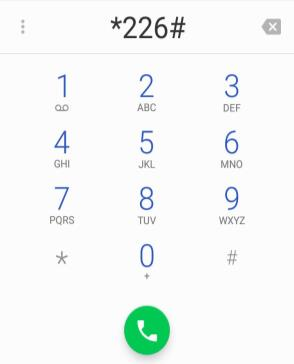 *226#
1 2 3
ABC DEF
4 5 6
GHI JKL MNO
7 8 9
PQRS TUV WXYZ
* 0 #
+